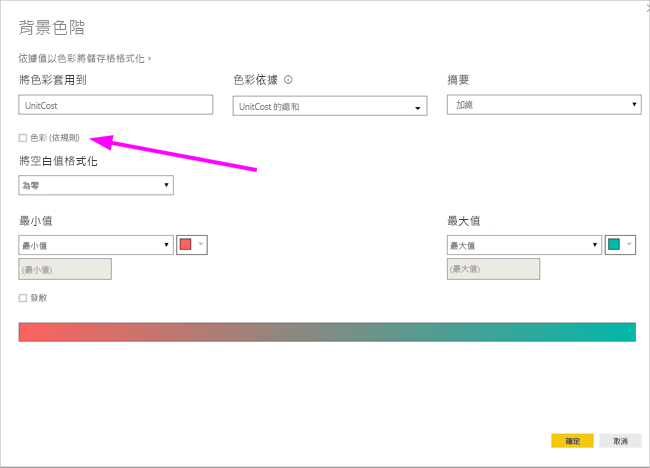 背景色階
依據值以色彩將儲存格格式化。
將色彩套用到 色彩依據 摘要
UnitCost UnitCost 的總和 加總
色彩 (依規則)
將空白值格式化
為零
最小值 最大值
最小值 最大值
(最小值) (最大值)
發散
確定 取消